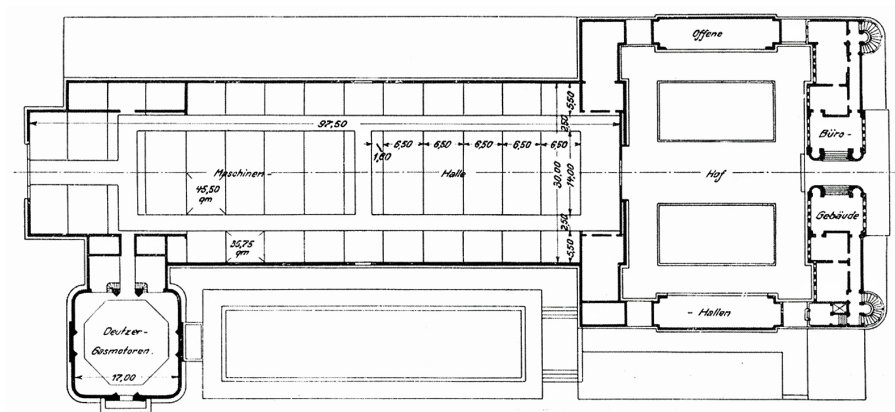 Offene
97,50
5,50
2,50
6,50 6,50 6,50 6,50 6,50
1,60
Büro-
30,00
14,00
Maschinen-
Halle
Hof
45,50
qm
Gebäude
2,50
35,75
qm
5,50
Deutzer-
Gasmotoren.
- Hallen
17,00